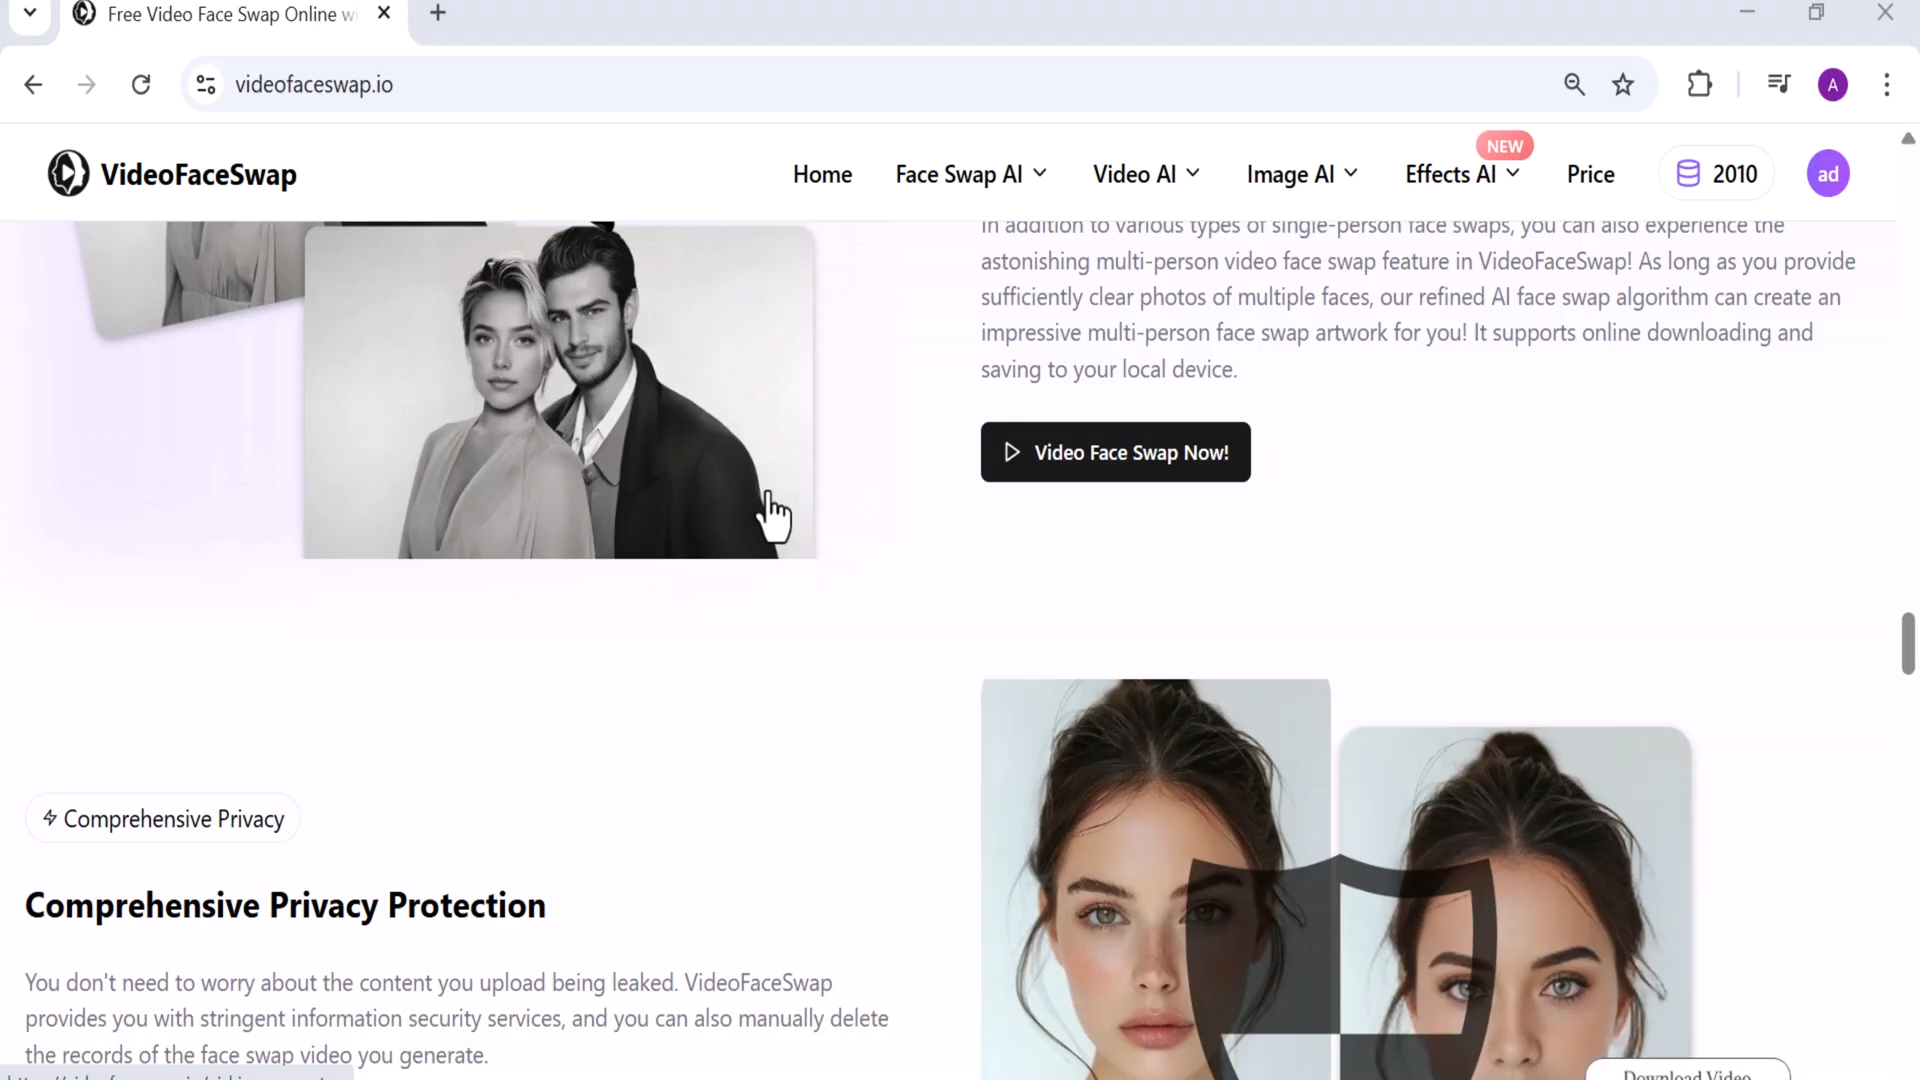 Free Video Face Swap Online wi
videofaceswap.io
A
VideoFaceSwap
Home
Face Swap AI
Video AI
Image AI
Effects AI
NEW
Price
2010
ad
In addition to various types of single-person face swaps, you can also experience the
astonishing multi-person video face swap feature in VideoFaceSwap! As long as you provide
sufficiently clear photos of multiple faces, our refined AI face swap algorithm can create an
impressive multi-person face swap artwork for you! It supports online downloading and
saving to your local device.
Video Face Swap Now!
Comprehensive Privacy
Comprehensive Privacy Protection
You don't need to worry about the content you upload being leaked. VideoFaceSwap
provides you with stringent information security services, and you can also manually delete
the records of the face swap video you generate.
Download Video